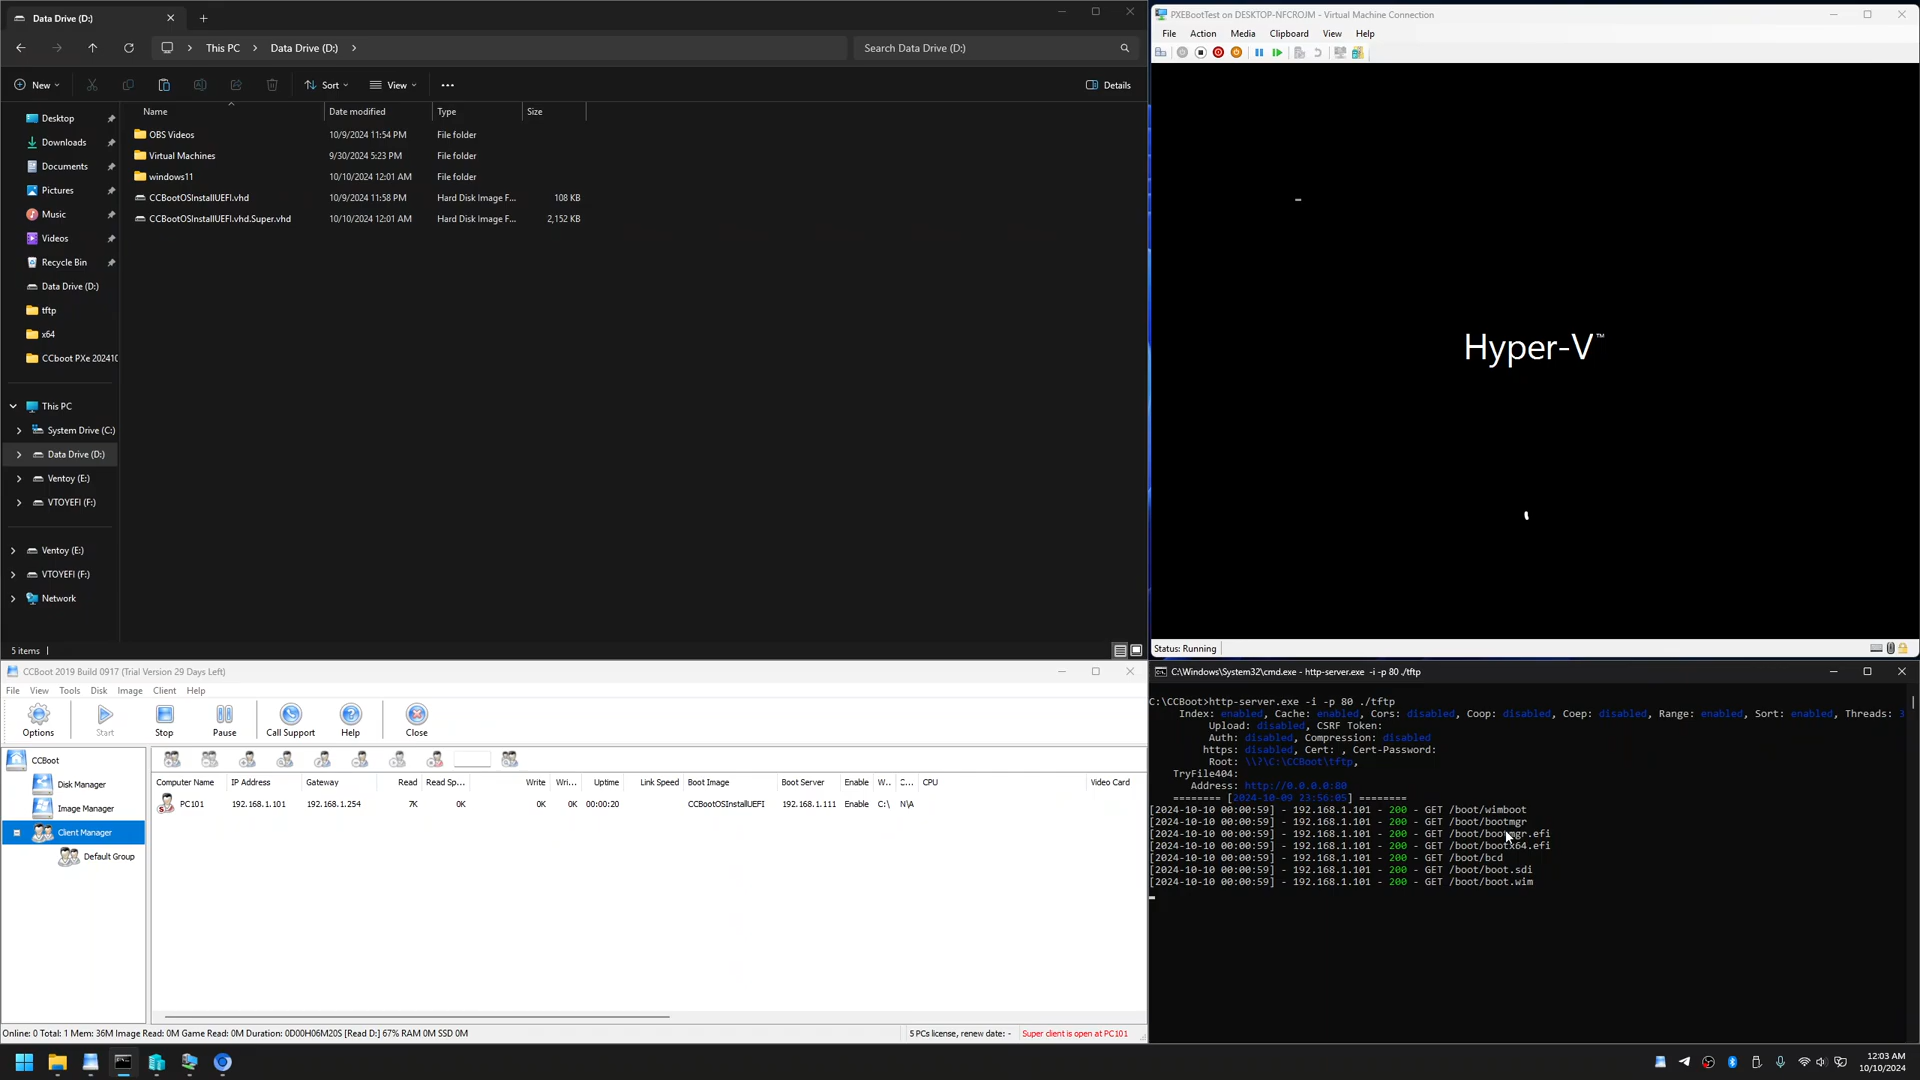 Data Drive (D:)
This PC > Data Drive (D:) >
Search Data Drive (D:)
New
Sort
View
Details
Name Date modified Type Size
OBS Videos 10/9/2024 11:54 PM File folder
Virtual Machines 9/30/2024 5:23 PM File folder
windows11 10/10/2024 12:01 AM File folder
CCBootOSInstallUEFI.vhd 10/9/2024 11:58 PM Hard Disk Image F... 108 KB
CCBootOSInstallUEFI.vhd.Super.vhd 10/10/2024 12:01 AM Hard Disk Image F... 2,152 KB
Desktop
Downloads
Documents
Pictures
Music
Videos
Recycle Bin
Data Drive (D:)
tftp
x64
CCboot PXe 20241
This PC
System Drive (C:)
Data Drive (D:)
Ventoy (E:)
VTOYEFI (F:)
Ventoy (E:)
VTOYEFI (F:)
Network
5 items
PXEBootTest on DESKTOP-NFCROJM - Virtual Machine Connection
File Action Media Clipboard View Help
Hyper-V™
Status: Running
CCBoot 2019 Build 0917 (Trial Version 29 Days Left)
File View Tools Disk Image Client Help
Options Start Stop Pause Call Support Help Close
CCBoot
Disk Manager
Image Manager
Client Manager
Default Group
Computer Name IP Address Gateway Read Read Sp... Write Wri... Uptime Link Speed Boot Image Boot Server Enable W.. C... CPU Video Card
PC101 192.168.1.101 192.168.1.254 7K 0K 0K 0K 00:00:20 CCBootOSInstallUEFI 192.168.1.111 Enable C:\ N\A
Online: 0 Total: 1 Mem: 36M Image Read: 0M Game Read: 0M Duration: 0D00H06M20S [Read D:] 67% RAM 0M SSD 0M
5 PCs license, renew date: -
Super client is open at PC101
C:\Windows\System32\cmd.exe - http-server.exe -i -p 80 ./tftp
C:\CCBoot>http-server.exe -i -p 80 ./tftp
Index: enabled, Cache: enabled, Cors: disabled, Coop: disabled, Coep: disabled, Range: enabled, Sort: enabled, Threads: 3
Upload: disabled, CSRF Token:
Auth: disabled, Compression: disabled
https: disabled, Cert: , Cert-Password:
Root: \\?\C:\CCBoot\tftp,
TryFile404:
Address: http://0.0.0.0:80
======== [2024-10-09 23:56:05] ========
[2024-10-10 00:00:59] - 192.168.1.101 - 200 - GET /boot/wimboot
[2024-10-10 00:00:59] - 192.168.1.101 - 200 - GET /boot/bootmgr
[2024-10-10 00:00:59] - 192.168.1.101 - 200 - GET /boot/bootmgr.efi
[2024-10-10 00:00:59] - 192.168.1.101 - 200 - GET /boot/bootx64.efi
[2024-10-10 00:00:59] - 192.168.1.101 - 200 - GET /boot/bcd
[2024-10-10 00:00:59] - 192.168.1.101 - 200 - GET /boot/boot.sdi
[2024-10-10 00:00:59] - 192.168.1.101 - 200 - GET /boot/boot.wim
12:03 AM
10/10/2024